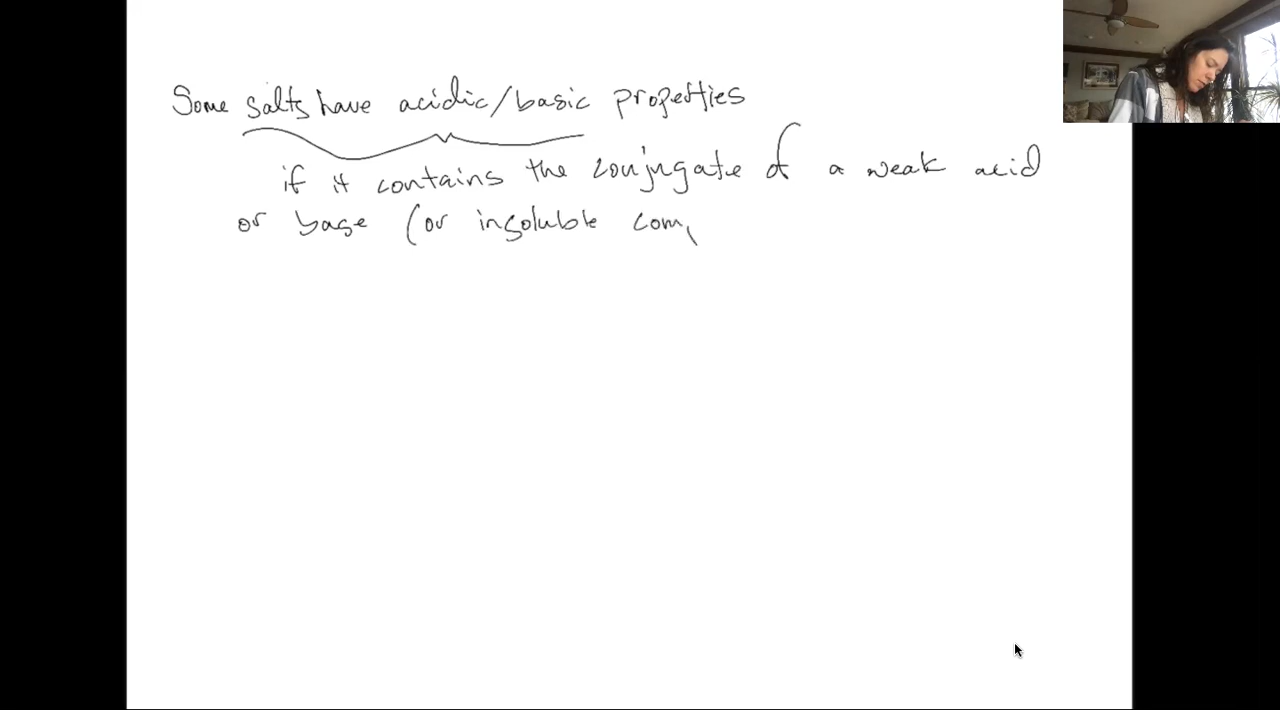 Some salts have acidic/basic properties
if it contains the conjugate of a weak acid
or base (or insoluble com